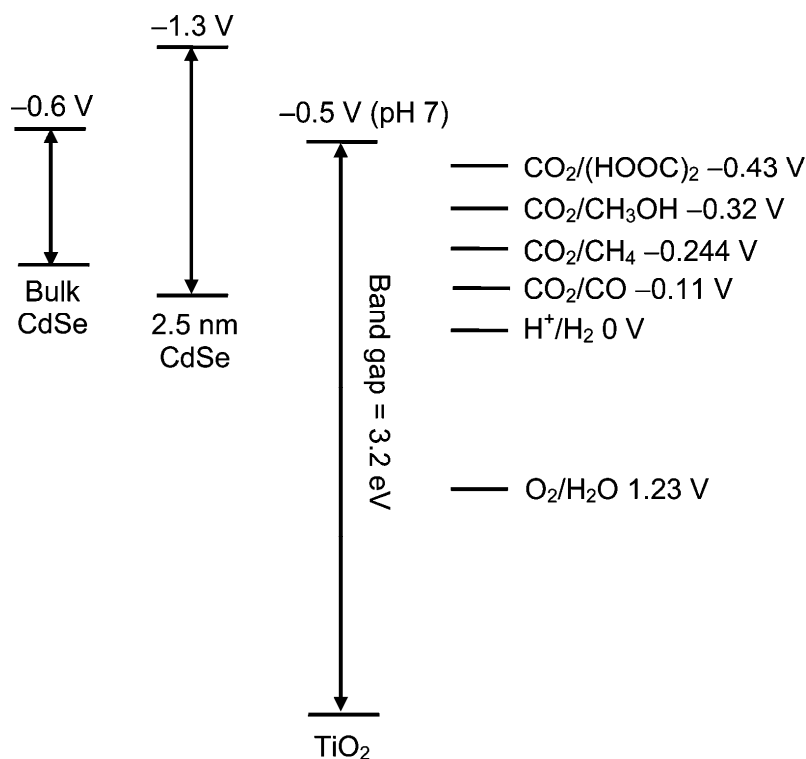 –1.3 V
–0.6 V
–0.5 V (pH 7)
CO₂/(HOOC)₂ –0.43 V
CO₂/CH₃OH –0.32 V
CO₂/CH₄ –0.244 V
CO₂/CO –0.11 V
H⁺/H₂ 0 V
Bulk
CdSe
2.5 nm
CdSe
Band gap = 3.2 eV
O₂/H₂O 1.23 V
TiO₂